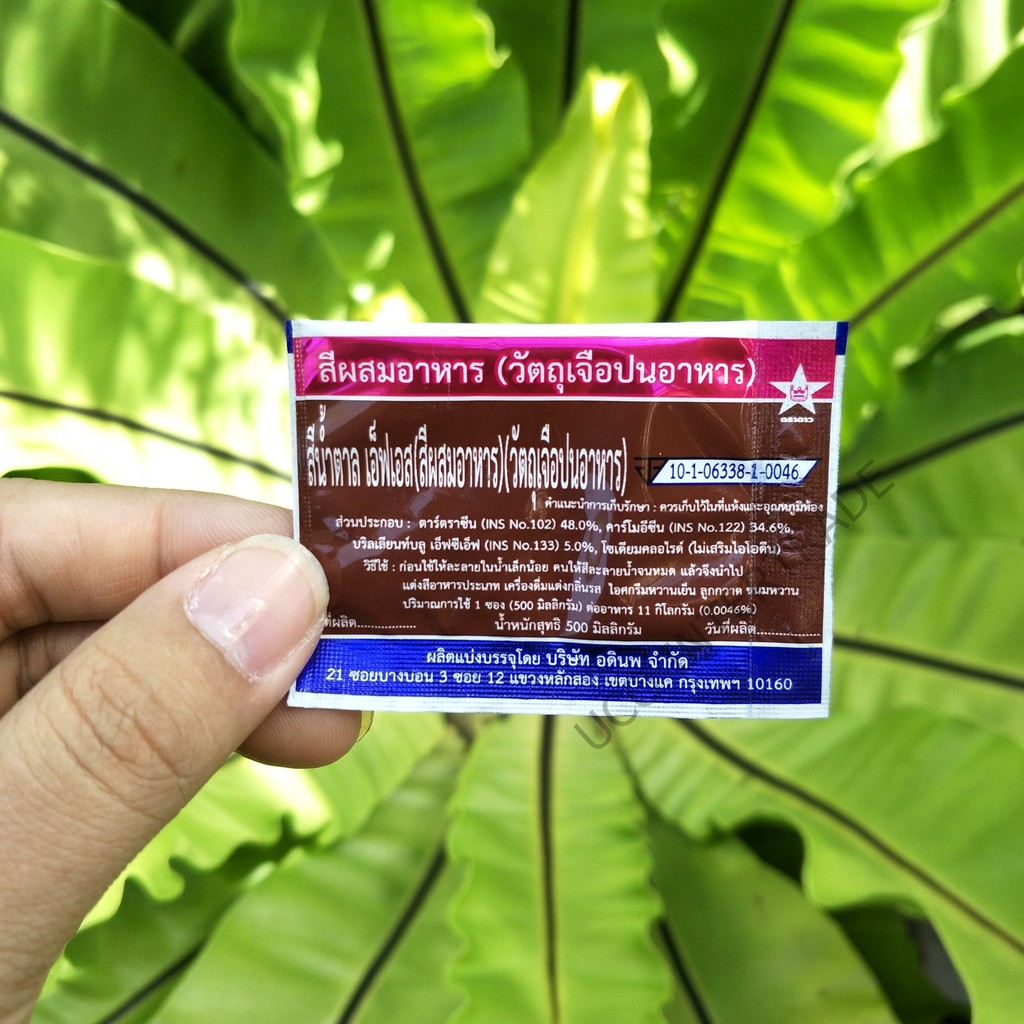 สีผสมอาหาร (วัตถุเจือปนอาหาร)
ตราดาว
สีน้ำตาล เอ็ฟเอส(สีผสมอาหาร)(วัตถุเจือปนอาหาร)
10-1-06338-1-0046
คำแนะนำการเก็บรักษา : ควรเก็บไว้ในที่แห้งและอุณหภูมิห้อง
ส่วนประกอบ : ตาร์ตราซีน (INS No.102) 48.0%, คาร์โมอีซีน (INS No.122) 34.6%,
บริลเลียนท์บลู เอ็ฟซีเอ็ฟ (INS No.133) 5.0%, โซเดียมคลอไรด์ (ไม่เสริมไอโอดีน)
วิธีใช้ : ก่อนใช้ให้ละลายในน้ำเล็กน้อย คนให้สีละลายน้ำจนหมด แล้วจึงนำไป
แต่งสีอาหารประเภท เครื่องดื่มแต่งกลิ่นรส ไอศกรีมหวานเย็น ลูกกวาด ขนมหวาน
ปริมาณการใช้ 1 ซอง (500 มิลลิกรัม) ต่ออาหาร 11 กิโลกรัม (0.0046%)
ที่ผลิต.............. น้ำหนักสุทธิ 500 มิลลิกรัม วันที่ผลิต..............
ผลิตแบ่งบรรจุโดย บริษัท อดินพ จำกัด
21 ซอยบางบอน 3 ซอย 12 แขวงหลักสอง เขตบางแค กรุงเทพฯ 10160